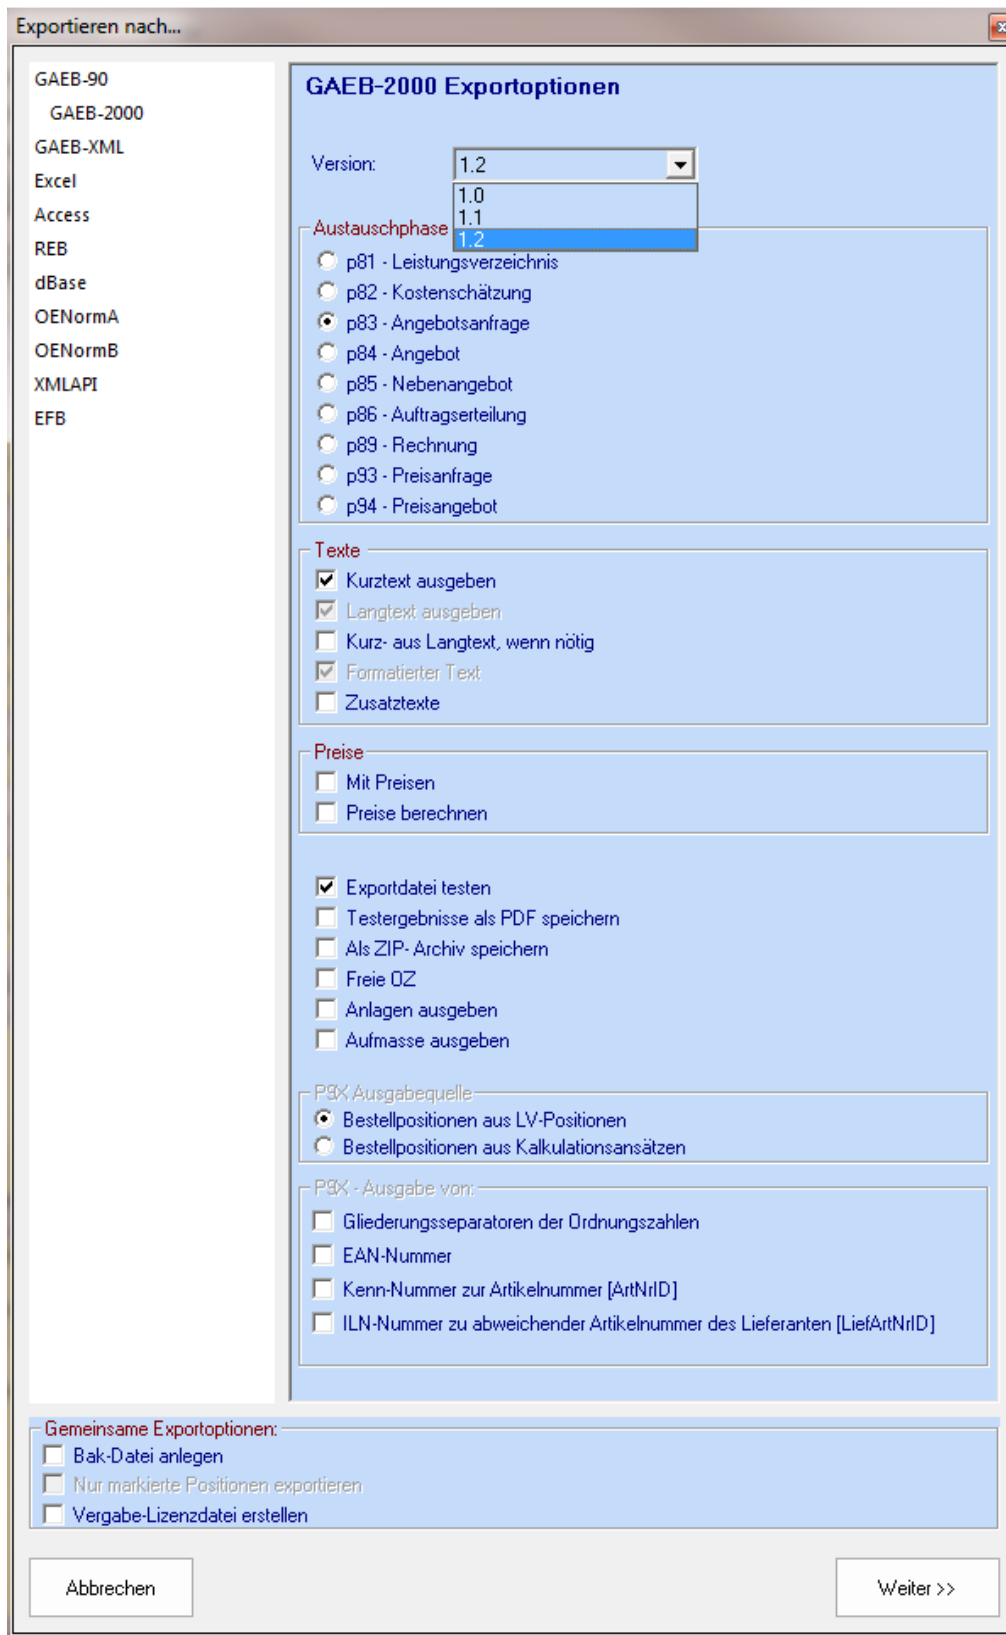 Exportieren nach...
GAEB-90
GAEB-2000
GAEB-XML
Excel
Access
REB
dBase
OENormA
OENormB
XMLAPI
EFB
GAEB-2000 Exportoptionen
Version:
1.2
1.0
1.1
1.2
Austauschphase
p81 - Leistungsverzeichnis
p82 - Kostenschätzung
p83 - Angebotsanfrage
p84 - Angebot
p85 - Nebenangebot
p86 - Auftragserteilung
p89 - Rechnung
p93 - Preisanfrage
p94 - Preisangebot
Texte
Kurztext ausgeben
Langtext ausgeben
Kurz- aus Langtext, wenn nötig
Formatierter Text
Zusatztexte
Preise
Mit Preisen
Preise berechnen
Exportdatei testen
Testergebnisse als PDF speichern
Als ZIP- Archiv speichern
Freie OZ
Anlagen ausgeben
Aufmasse ausgeben
P9X Ausgabequelle
Bestellpositionen aus LV-Positionen
Bestellpositionen aus Kalkulationsansätzen
P9X - Ausgabe von:
Gliederungsseparatoren der Ordnungszahlen
EAN-Nummer
Kenn-Nummer zur Artikelnummer [ArtNrID]
ILN-Nummer zu abweichender Artikelnummer des Lieferanten [LiefArtNrID]
Gemeinsame Exportoptionen:
Bak-Datei anlegen
Nur markierte Positionen exportieren
Vergabe-Lizenzdatei erstellen
Abbrechen
Weiter >>